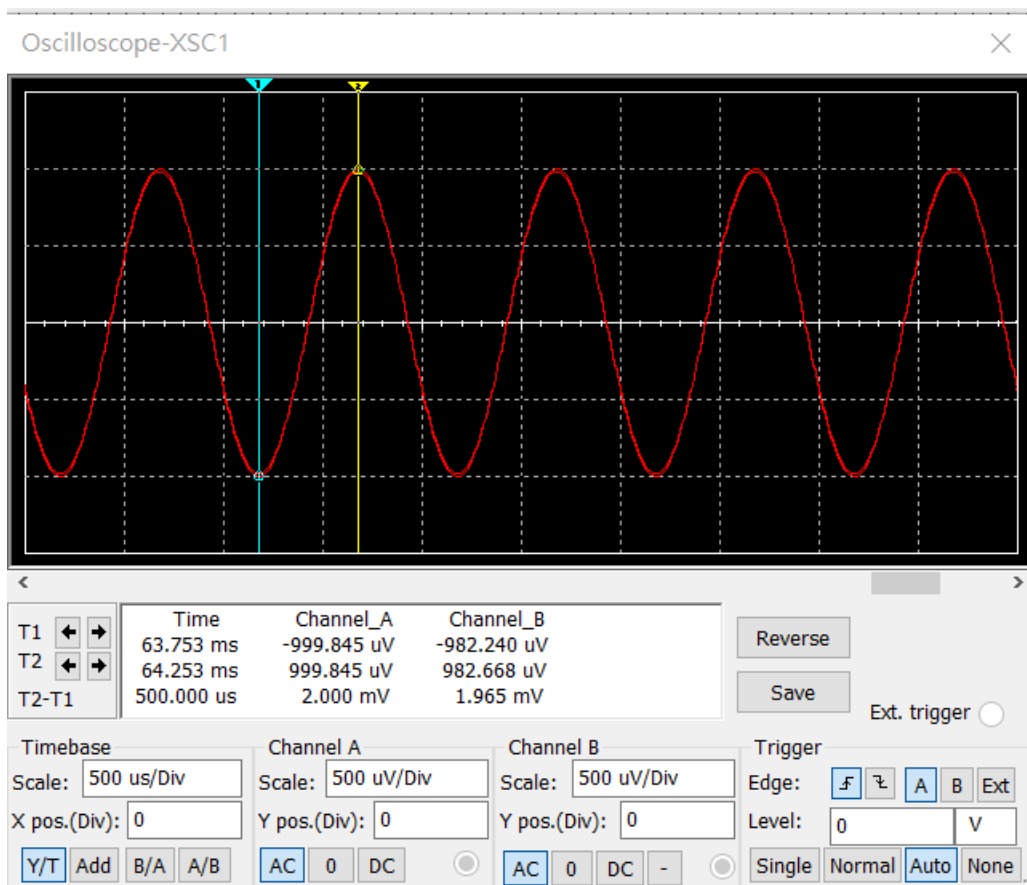 Oscilloscope-XSC1
1 2
Time Channel_A Channel_B
T1 63.753 ms -999.845 uV -982.240 uV
T2 64.253 ms 999.845 uV 982.668 uV
T2-T1 500.000 us 2.000 mV 1.965 mV
Reverse
Save
Ext. trigger
Timebase Channel A Channel B Trigger
Scale: 500 us/Div Scale: 500 uV/Div Scale: 500 uV/Div Edge: A B Ext
X pos.(Div): 0 Y pos.(Div): 0 Y pos.(Div): 0 Level: 0 V
Y/T Add B/A A/B AC 0 DC AC 0 DC - Single Normal Auto None